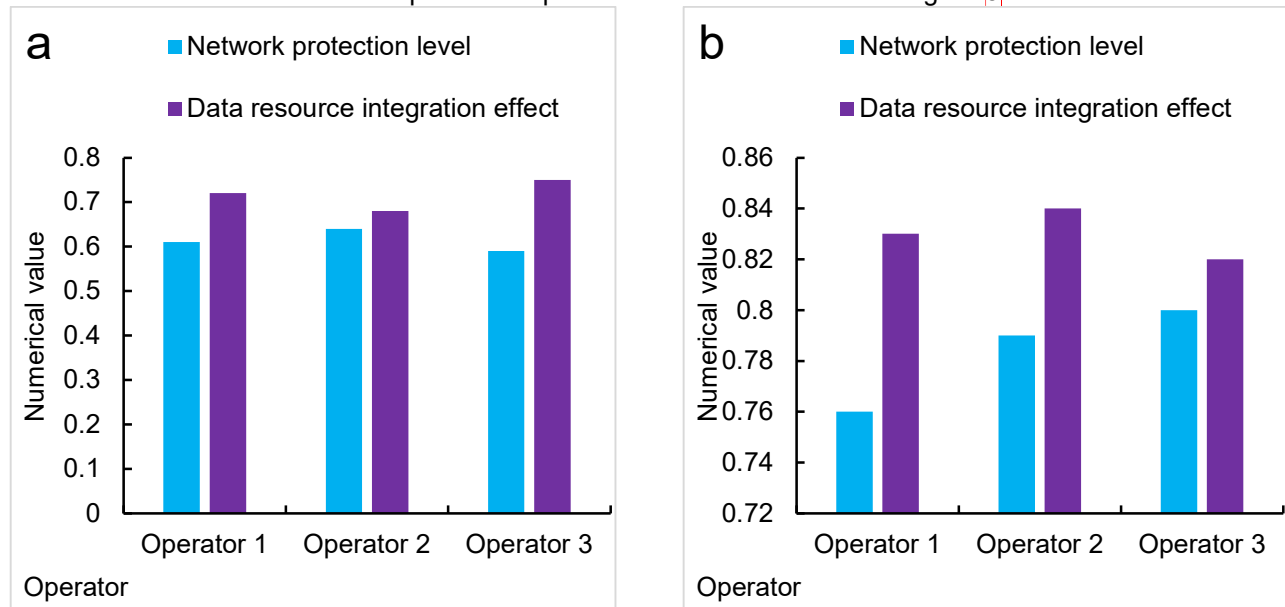 a
Network protection level
Data resource integration effect
0.8
0.7
0.6
0.5
0.4
0.3
0.2
0.1
0
Numerical value
Operator 1
Operator 2
Operator 3
Operator
b
Network protection level
Data resource integration effect
0.86
0.84
0.82
0.8
0.78
0.76
0.74
0.72
Numerical value
Operator 1
Operator 2
Operator 3
Operator